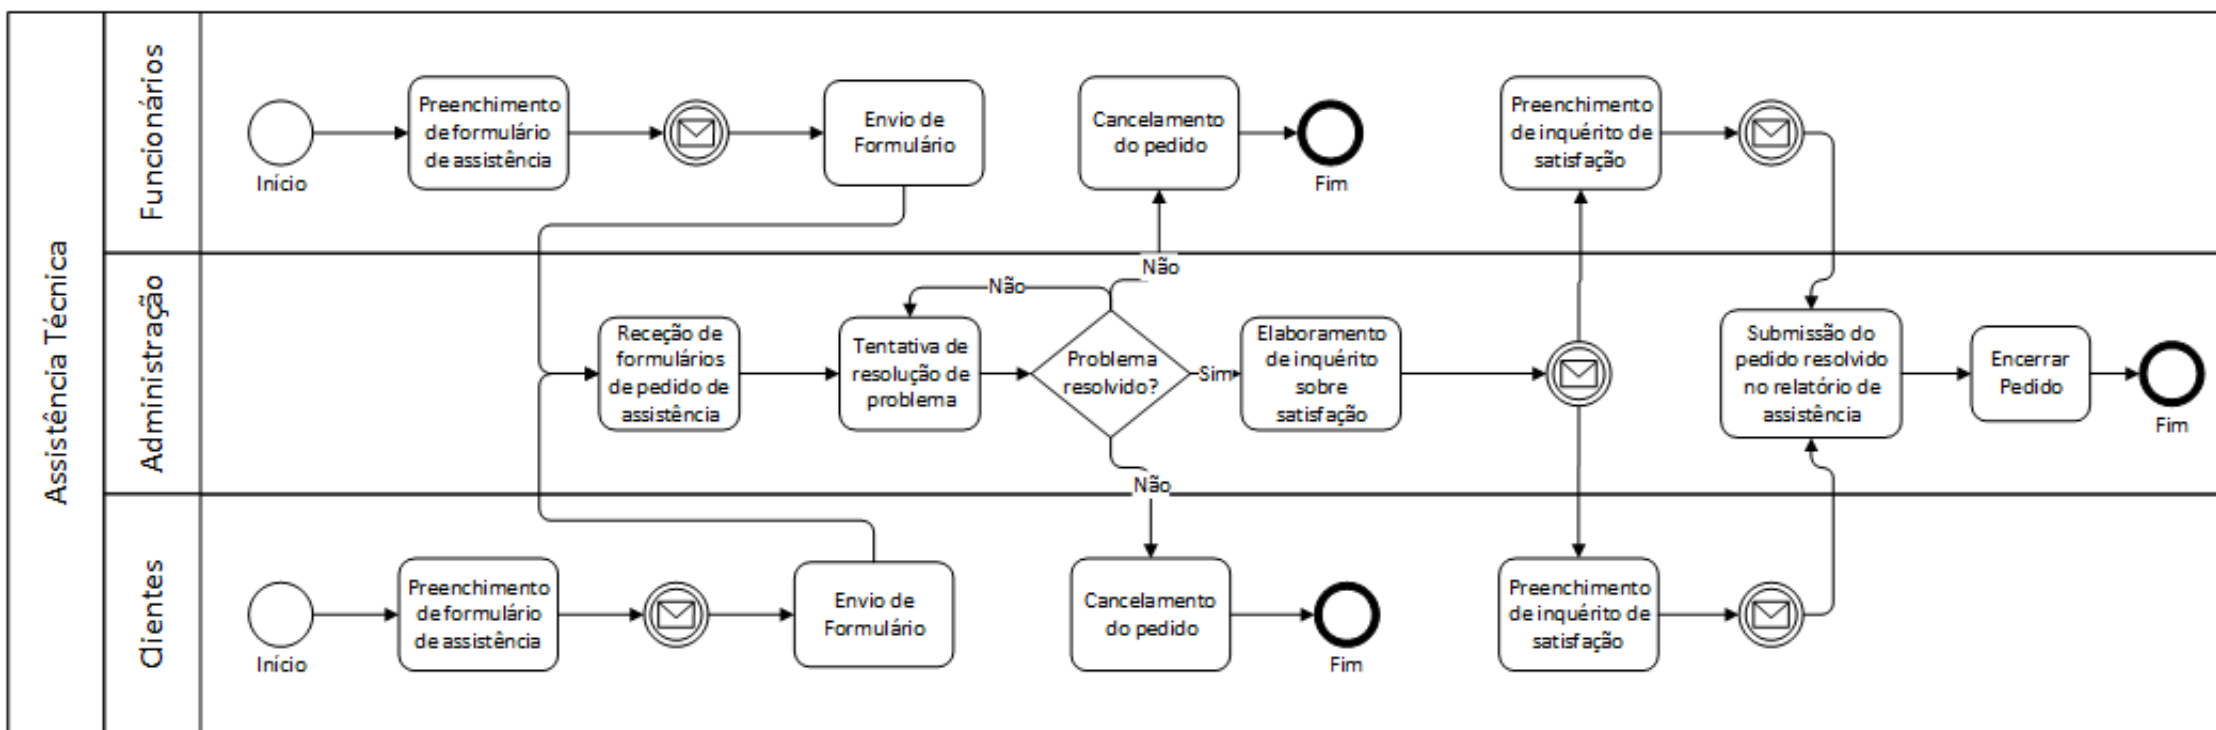 Assistência Técnica
Funcionários
Início
Preenchimento
de formulário
de assistência
Envio de
Formulário
Cancelamento
do pedido
Fim
Preenchimento
de inquérito de
satisfação
Administração
Receção de
formulários
de pedido de
assistência
Tentativa de
resolução de
problema
Não
Não
Problema
resolvido?
Sim
Não
Elaboramento
de inquérito
sobre
satisfação
Submissão do
pedido resolvido
no relatório de
assistência
Encerrar
Pedido
Fim
Clientes
Início
Preenchimento
de formulário
de assistência
Envio de
Formulário
Cancelamento
do pedido
Fim
Preenchimento
de inquérito de
satisfação